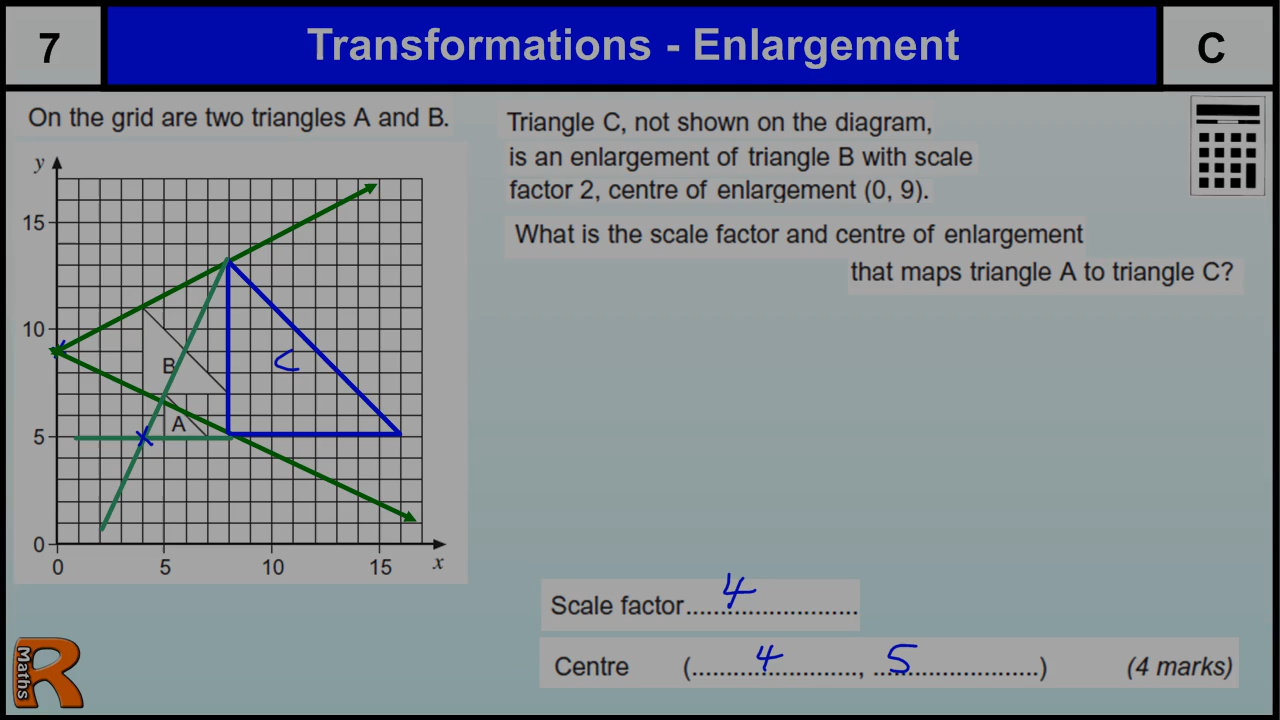 7
Transformations - Enlargement
C
On the grid are two triangles A and B.
Triangle C, not shown on the diagram,
is an enlargement of triangle B with scale
factor 2, centre of enlargement (0, 9).
What is the scale factor and centre of enlargement
that maps triangle A to triangle C?
y
15
10
B
C
A
5
0
0 5 10 15 x
Scale factor......4..................
Centre (.........4..............., ...5.....................) (4 marks)
R
Maths